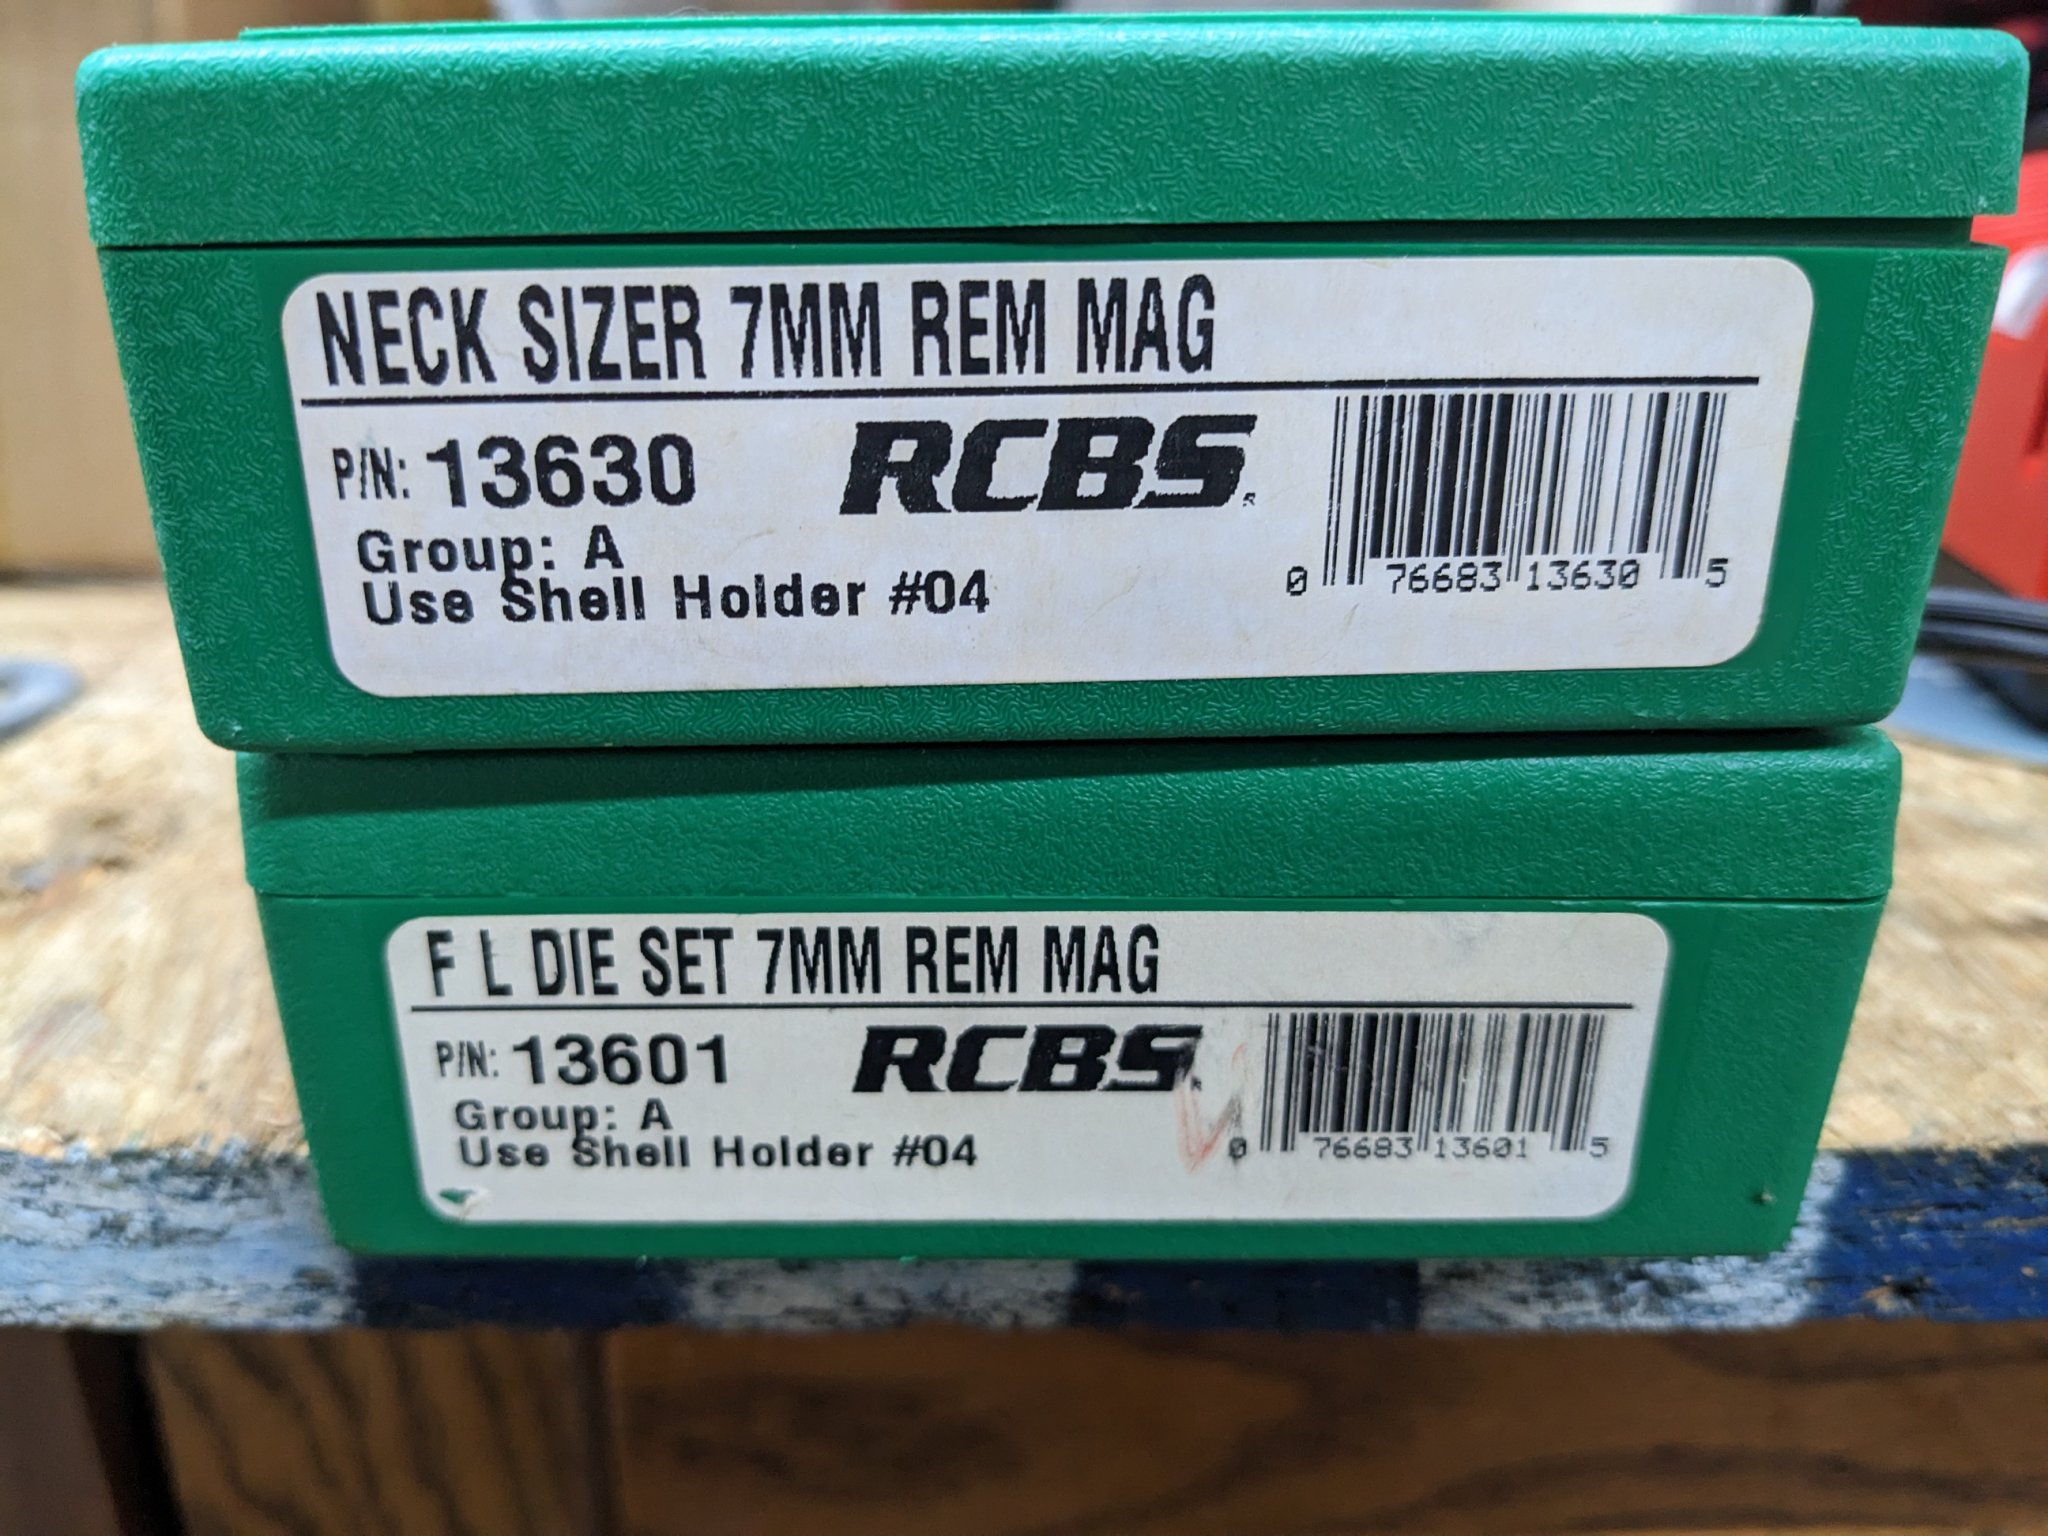 NECK SIZER 7MM REM MAG
P/N: 13630
RCBS®
Group: A
Use Shell Holder #04
0 76683 13630 5
F L DIE SET 7MM REM MAG
P/N: 13601
RCBS®
Group: A
Use Shell Holder #04
0 76683 13601 5